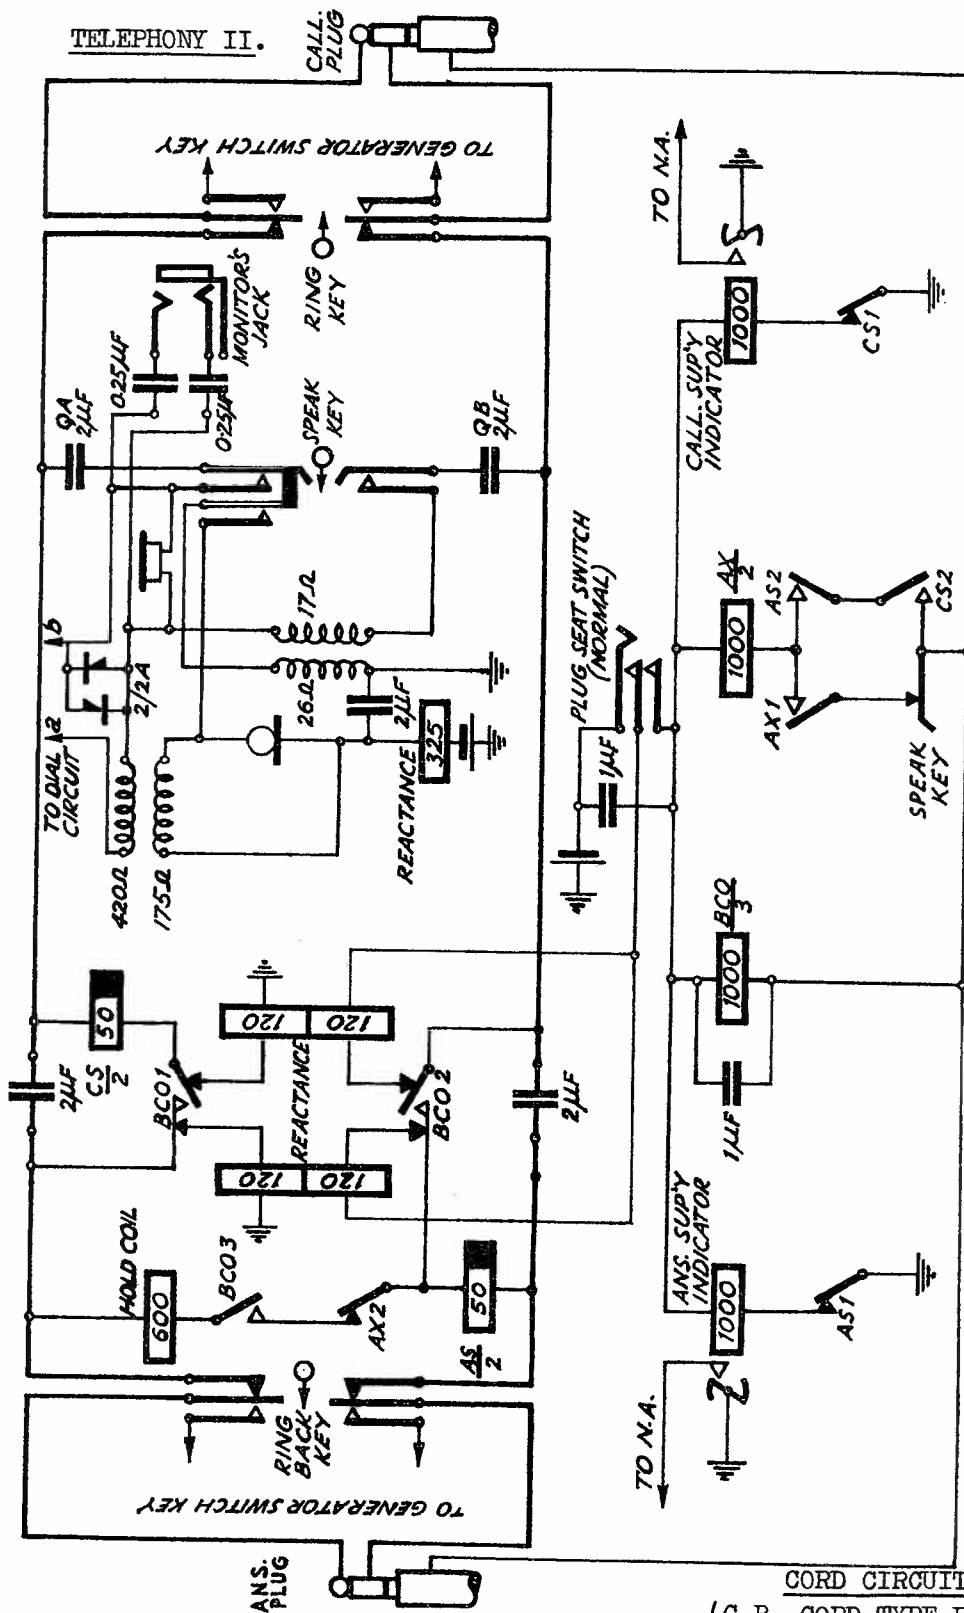 TELEPHONY II.
CALL.
PLUG
TO GENERATOR SWITCH KEY
RING
KEY
MONITOR'S
JACK
0.25µF
0.25µF
QA
2µF
SPEAK
KEY
QB
2µF
b
a
2/2A
TO DIAL
CIRCUIT
17Ω
26Ω
2µF
420Ω
175Ω
REACTANCE
325
50
CS
2
2µF
BCO1
120
120
REACTANCE
120
120
BCO2
2µF
HOLD COIL
600
BCO3
AX2
50
AS
2
RING
BACK
KEY
TO GENERATOR SWITCH KEY
ANS.
PLUG
TO N.A.
CALL. SUP'Y
INDICATOR
1000
CS1
PLUG SEAT SWITCH
(NORMAL)
1µF
1000
AX
2
AS2
AX1
CS2
SPEAK
KEY
1000
BCO
3
1µF
ANS. SUP'Y
INDICATOR
1000
AS1
TO N.A.
CORD CIRCUIT
(C.B. CORD TYPE